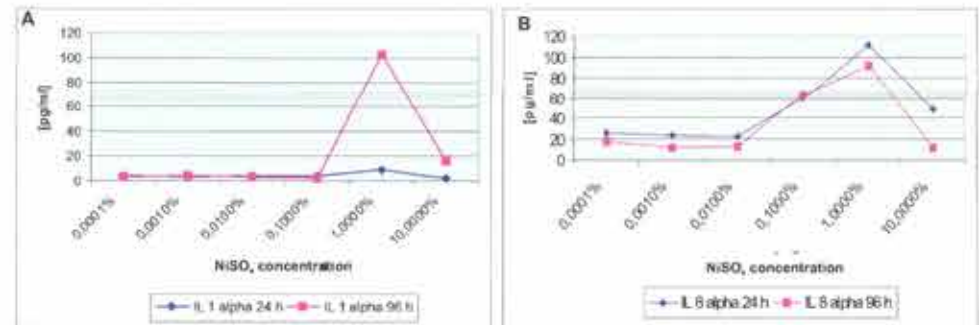 A
120
100
80
60
40
20
0
[pg/ml]
0,0001%
0,0010%
0,0100%
0,1000%
1,0000%
10,0000%
NiSO, concentration
IL 1 alpha 24 h
IL 1 alpha 96 h
B
120
100
80
60
40
20
0
[pg/ml]
0,0001%
0,0010%
0,0100%
0,1000%
1,0000%
10,0000%
NiSO, concentration
IL 8 alpha 24 h
IL 8 alpha 96 h